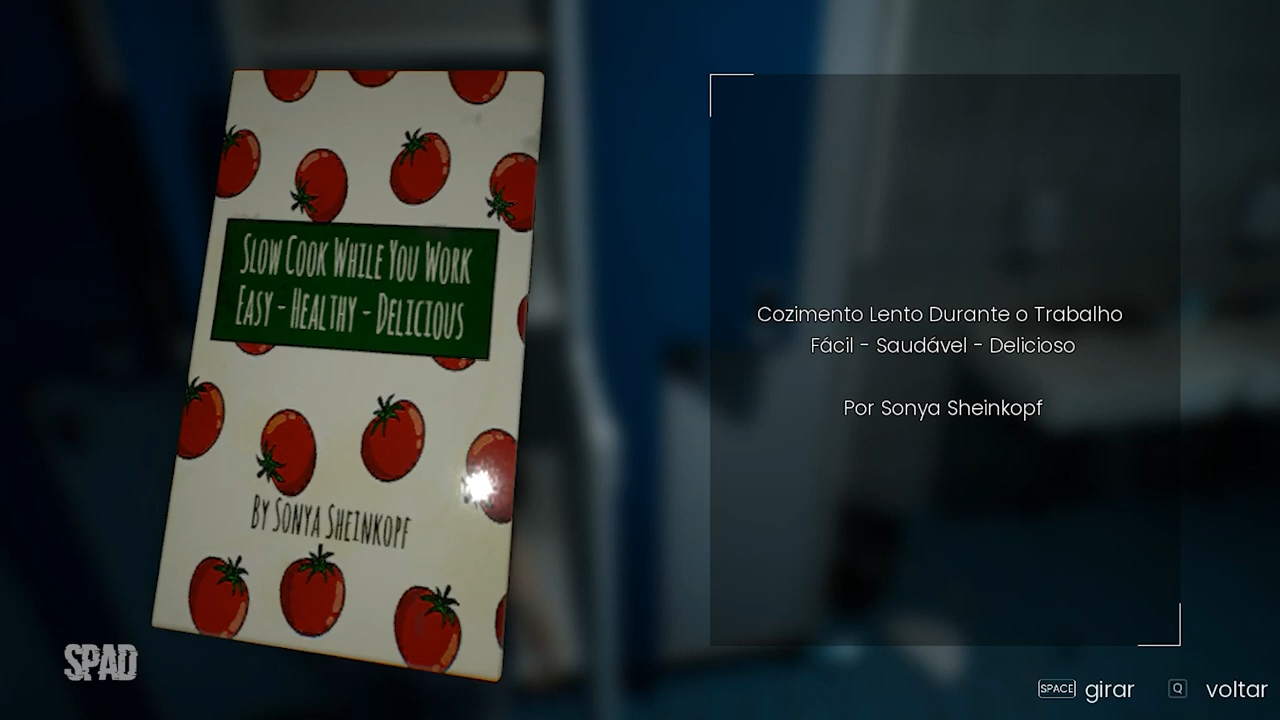 SLOW COOK WHILE YOU WORK
EASY - HEALTHY - DELICIOUS
BY SONYA SHEINKOPF
Cozimento Lento Durante o Trabalho
Fácil - Saudável - Delicioso
Por Sonya Sheinkopf
SPAD
SPACE girar Q voltar